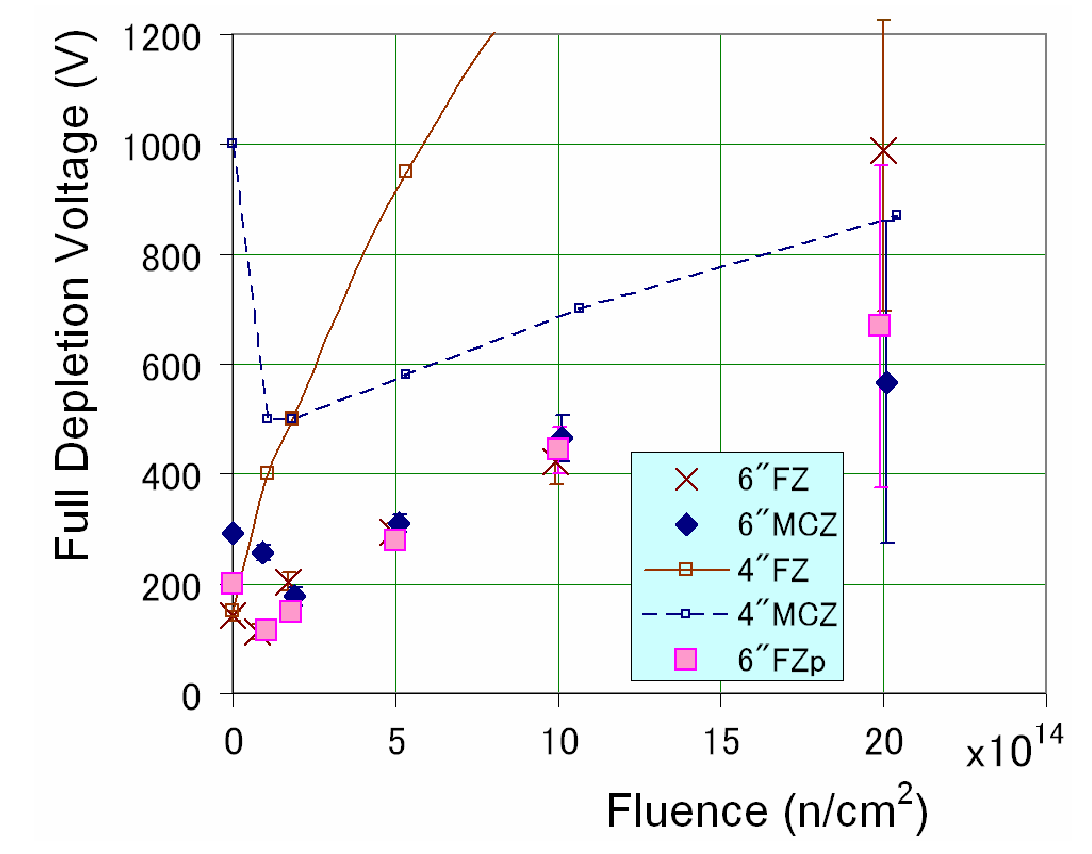 Full Depletion Voltage (V)
1200
1000
800
600
400
200
0
6″FZ
6″MCZ
4″FZ
4″MCZ
6″FZp
0 5 10 15 20 x10¹⁴
Fluence (n/cm²)